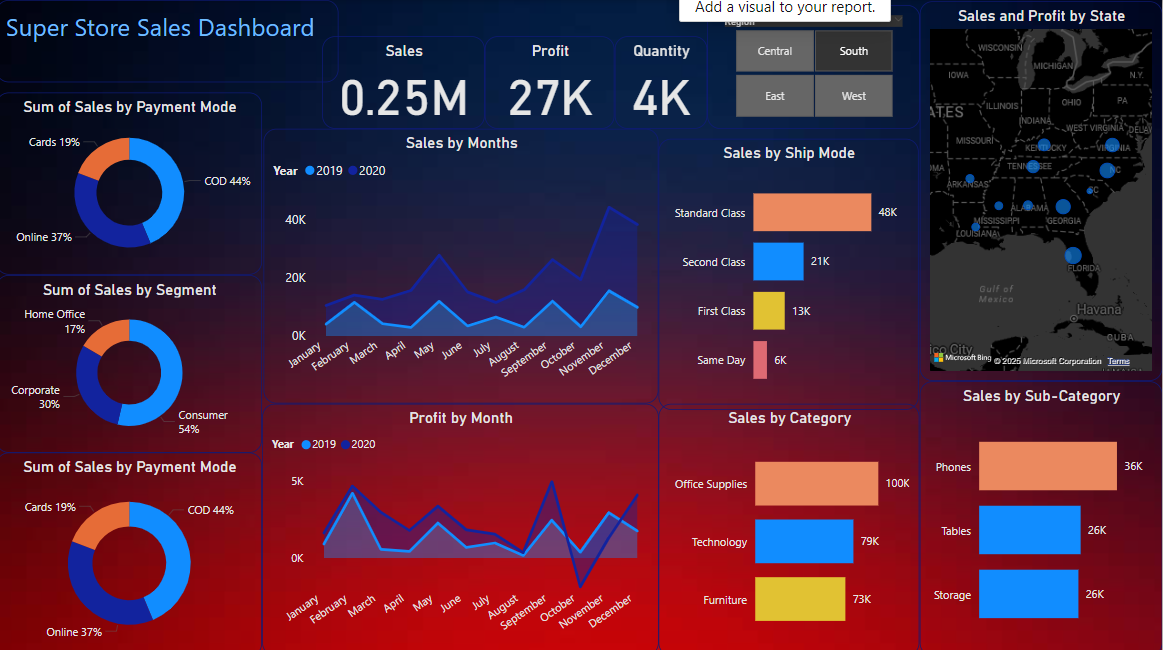 Super Store Sales Dashboard
Add a visual to your report.
Region
Central
South
East
West
Sales
0.25M
Profit
27K
Quantity
4K
Sum of Sales by Payment Mode
Cards 19%
COD 44%
Online 37%
Sum of Sales by Segment
Home Office
17%
Corporate
30%
Consumer
54%
Sum of Sales by Payment Mode
Cards 19%
COD 44%
Online 37%
Sales by Months
Year 2019 2020
40K
20K
0K
January
February
March
April
May
June
July
August
September
October
November
December
Profit by Month
Year 2019 2020
5K
0K
January
February
March
April
May
June
July
August
September
October
November
December
Sales by Ship Mode
Standard Class 48K
Second Class 21K
First Class 13K
Same Day 6K
Sales by Category
Office Supplies 100K
Technology 79K
Furniture 73K
Sales and Profit by State
WISCONSIN
MICHIGAN
N.Y.
IOWA
ILLINOIS
OHIO
PA
INDIANA
ATES
MISSOURI
WEST VIRGINIA
DELA
KENTUCKY
VIRGINIA
TENNESSEE
NC
OMA
ARKANSAS
SC
ALABAMA
MISSISSIPPI
GEORGIA
LOUISIANA
FLORIDA
Gulf of
Mexico
Havana
CUBA
ico City
Microsoft Bing
© 2025 Microsoft Corporation Terms
Sales by Sub-Category
Phones 36K
Tables 26K
Storage 26K